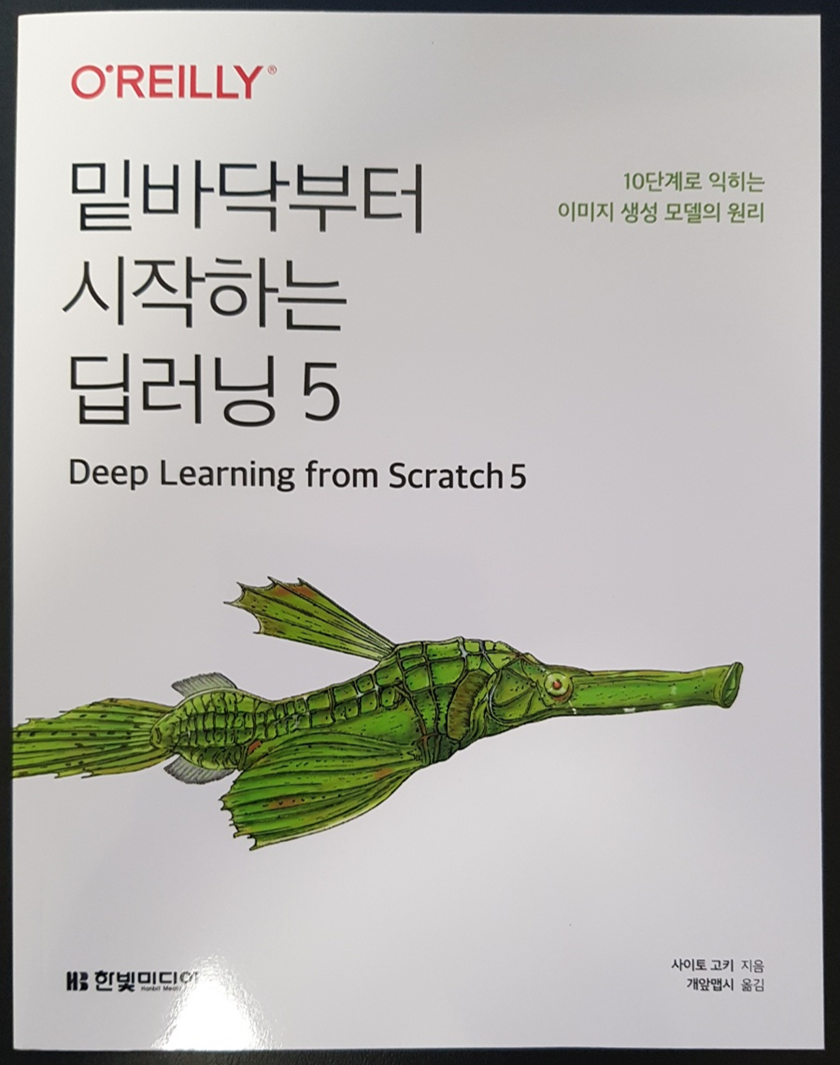 O'REILLY®
밑바닥부터
시작하는
딥러닝 5
Deep Learning from Scratch 5
10단계로 익히는
이미지 생성 모델의 원리
HB 한빛미디어
사이토 고키 지음
개앞맵시 옮김